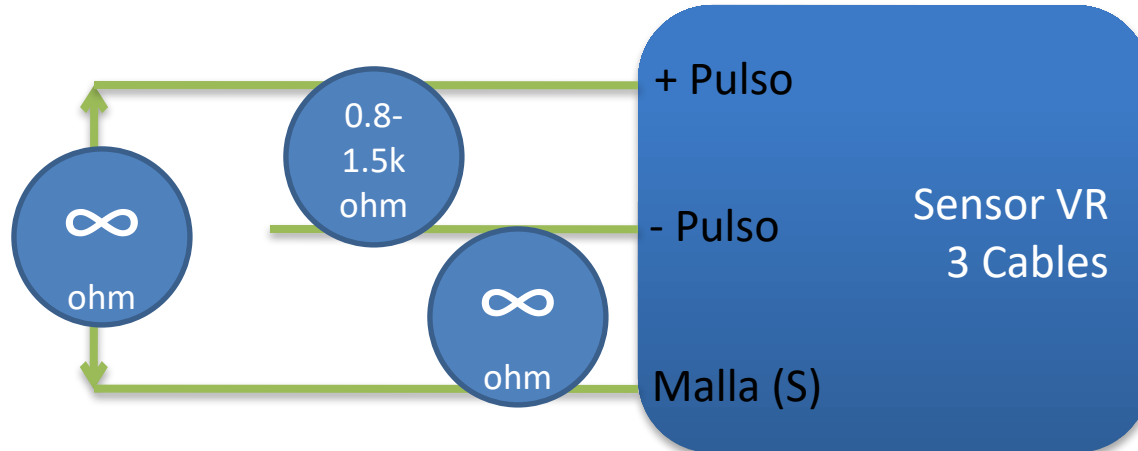 + Pulso
0.8-
1.5k
ohm
∞
ohm
- Pulso
Sensor VR
3 Cables
∞
ohm
Malla (S)